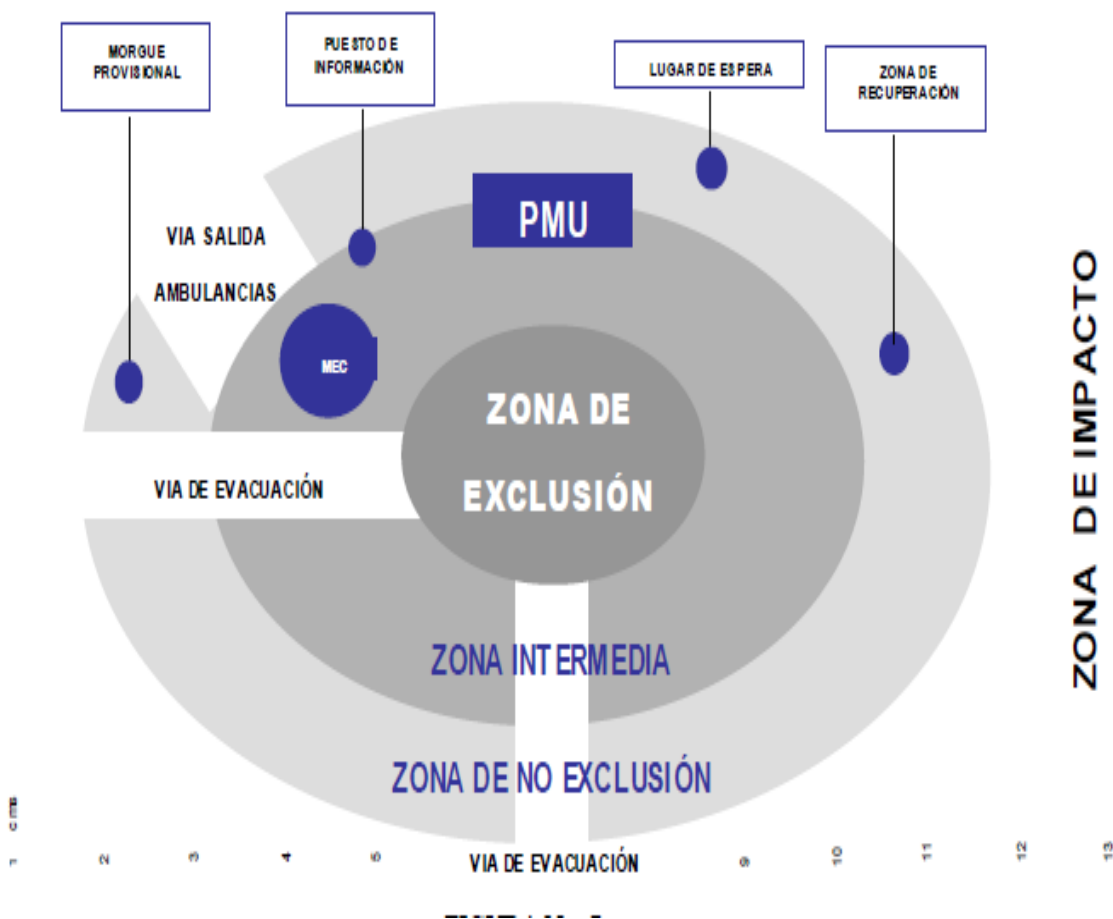 MORGUE
PROVISIONAL
PUESTO DE
INFORMACIÓN
LUGAR DE ESPERA
ZONA DE
RECUPERACIÓN
VIA SALIDA
AMBULANCIAS
PMU
MEC
ZONA DE
EXCLUSIÓN
VIA DE EVACUACIÓN
ZONA INTERMEDIA
ZONA DE NO EXCLUSIÓN
VIA DE EVACUACIÓN
ZONA DE IMPACTO
1 cms
2
3
4
5
9
10
11
12
13